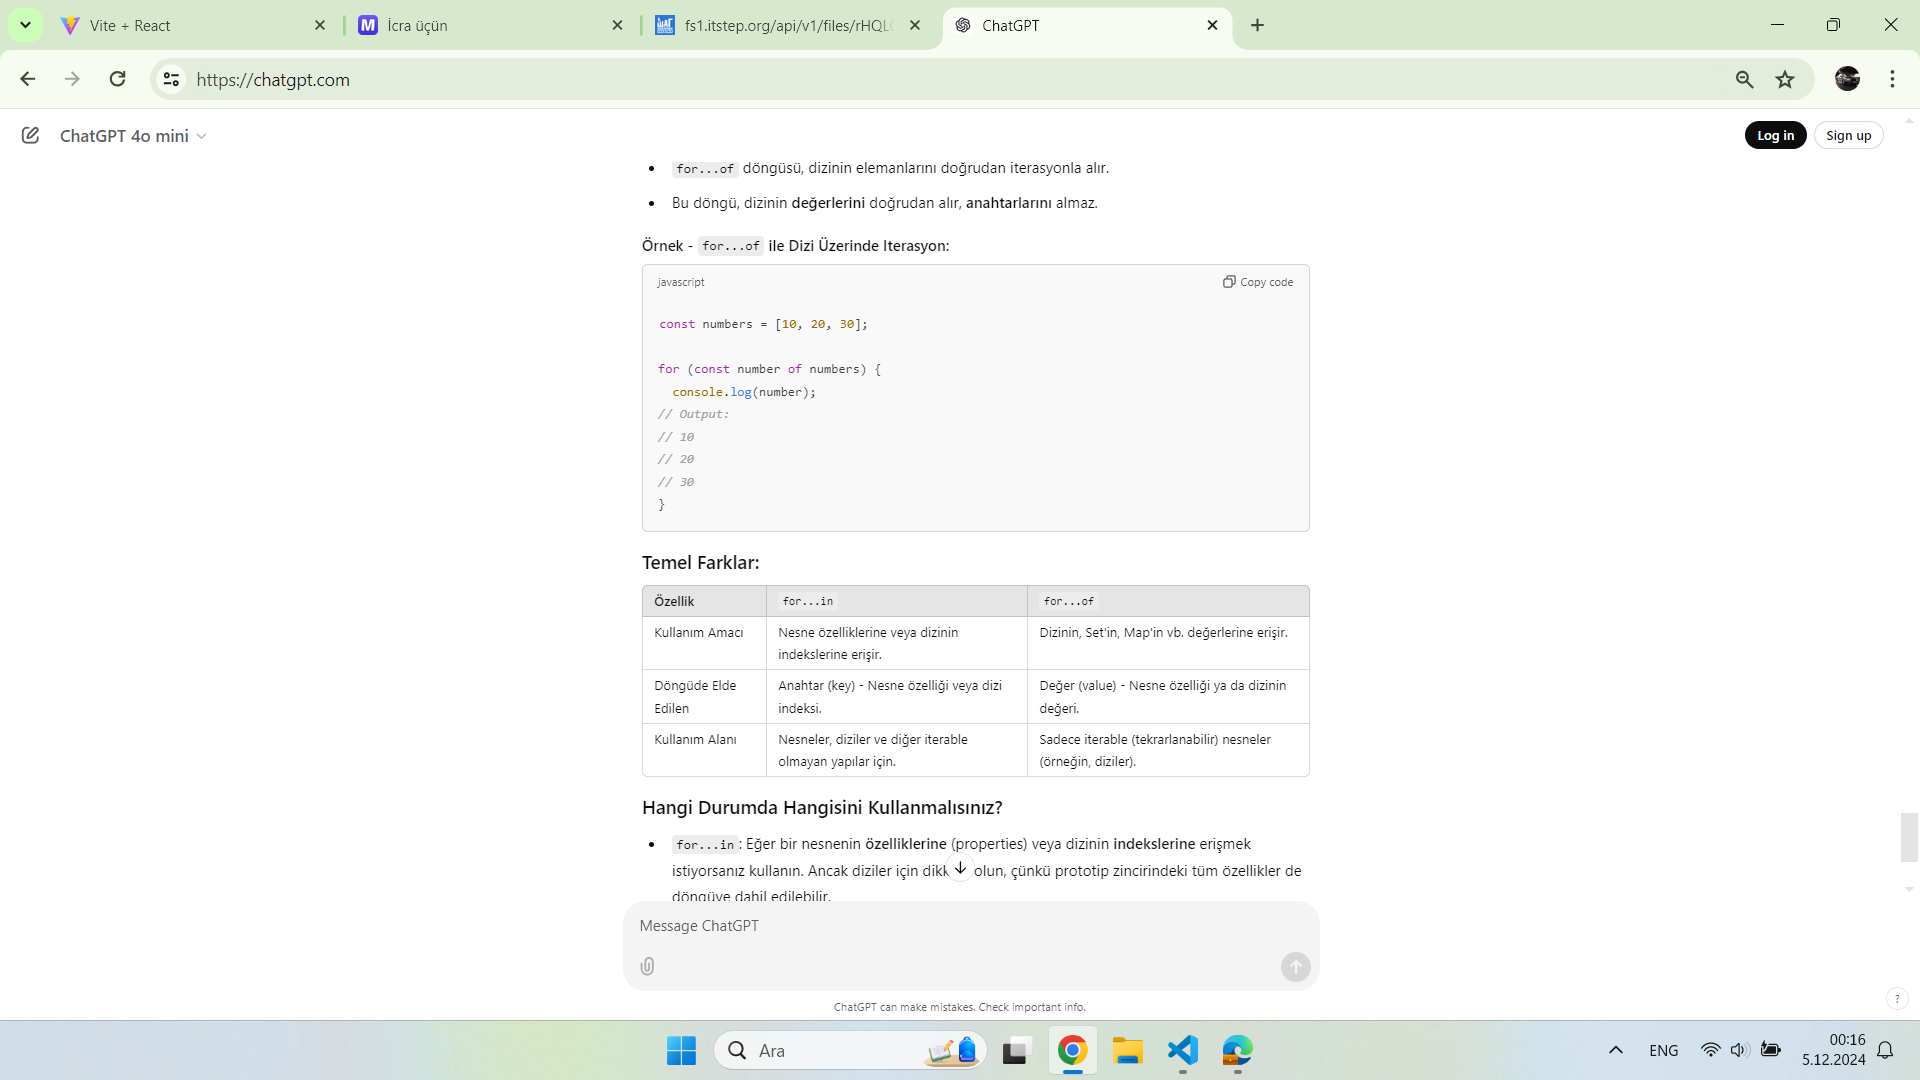 Vite + React
İcra üçün
fs1.itstep.org/api/v1/files/rHQL
ChatGPT
https://chatgpt.com
ChatGPT 4o mini
Log in
Sign up
for...of döngüsü, dizinin elemanlarını doğrudan iterasyonla alır.
Bu döngü, dizinin değerlerini doğrudan alır, anahtarlarını almaz.
Örnek - for...of ile Dizi Üzerinde Iterasyon:
javascript
Copy code
const numbers = [10, 20, 30];
for (const number of numbers) {
console.log(number);
// Output:
// 10
// 20
// 30
}
Temel Farklar:
Özellik for...in for...of
Kullanım Amacı Nesne özelliklerine veya dizinin Dizinin, Set'in, Map'in vb. değerlerine erişir.
indekslerine erişir.
Döngüde Elde Anahtar (key) - Nesne özelliği veya dizi Değer (value) - Nesne özelliği ya da dizinin
Edilen indeksi. değeri.
Kullanım Alanı Nesneler, diziler ve diğer iterable Sadece iterable (tekrarlanabilir) nesneler
olmayan yapılar için. (örneğin, diziler).
Hangi Durumda Hangisini Kullanmalısınız?
for...in: Eğer bir nesnenin özelliklerine (properties) veya dizinin indekslerine erişmek
istiyorsanız kullanın. Ancak diziler için olun, çünkü prototip zincirindeki tüm özellikler de
döngüye dahil edilebilir.
Message ChatGPT
ChatGPT can make mistakes. Check important info.
?
Ara
ENG
00:16
5.12.2024